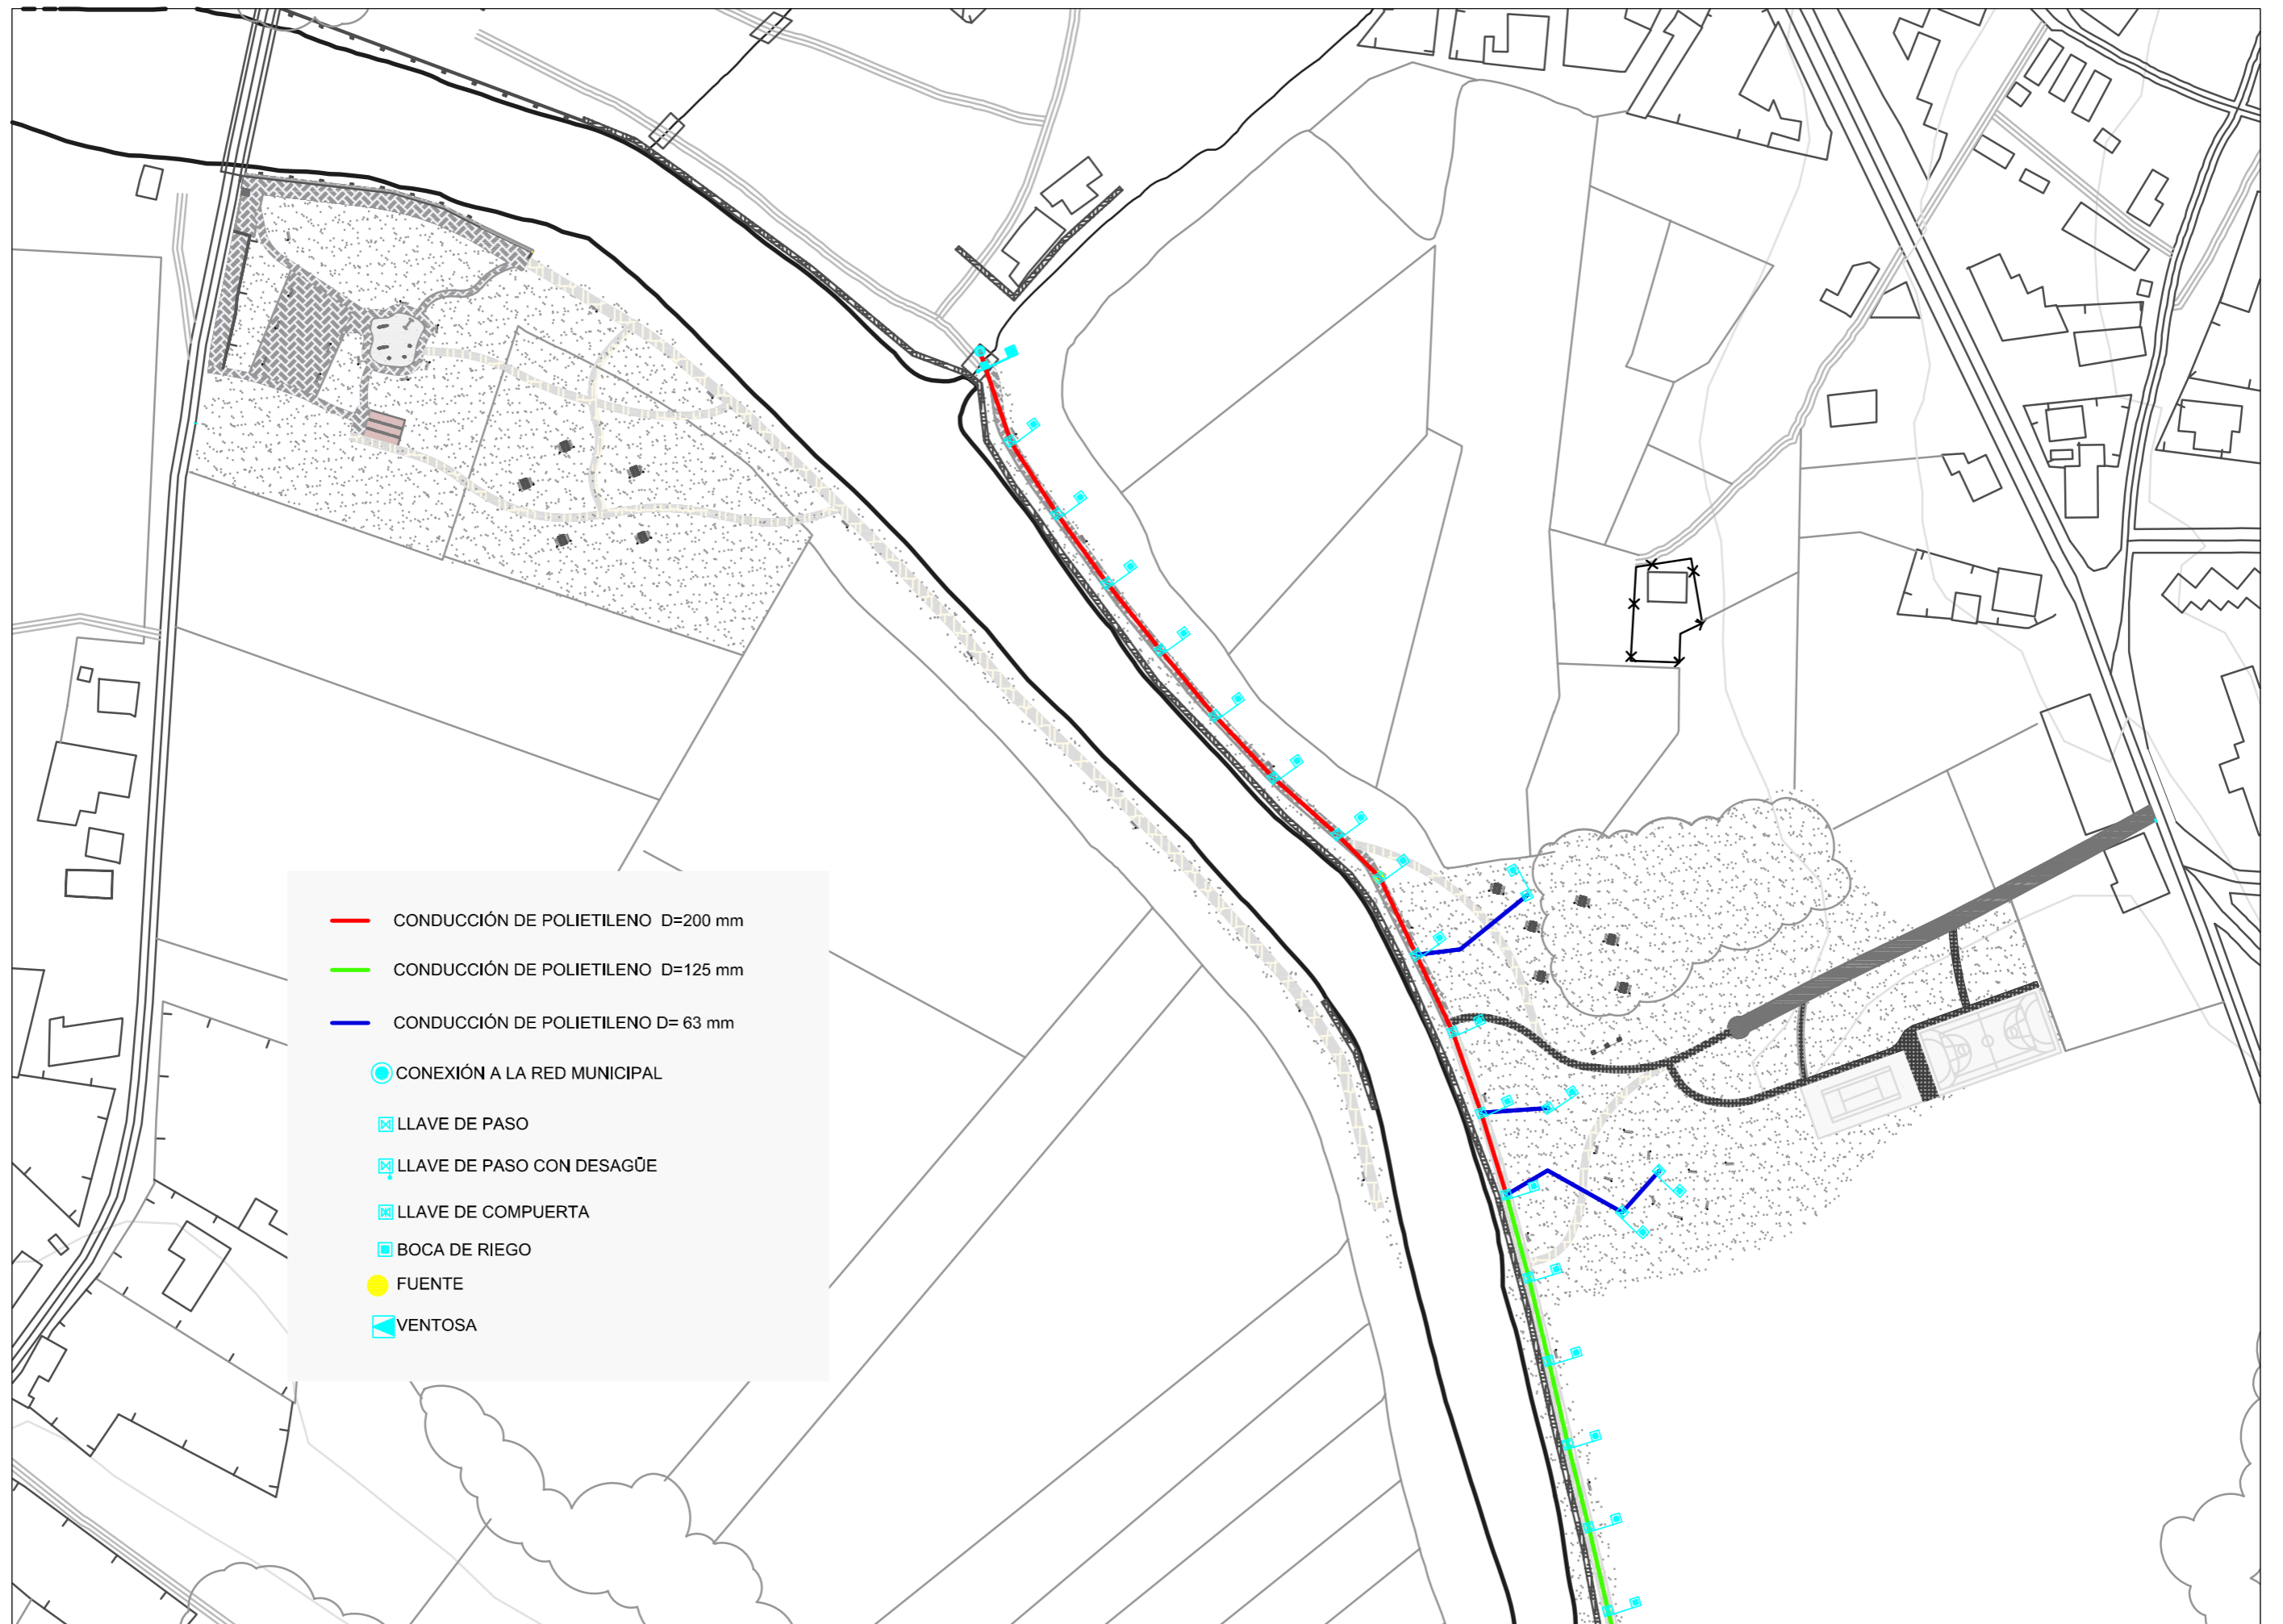 CONDUCCIÓN DE POLIETILENO D=200 mm
CONDUCCIÓN DE POLIETILENO D=125 mm
CONDUCCIÓN DE POLIETILENO D= 63 mm
CONEXIÓN A LA RED MUNICIPAL
LLAVE DE PASO
LLAVE DE PASO CON DESAGÜE
LLAVE DE COMPUERTA
BOCA DE RIEGO
FUENTE
VENTOSA